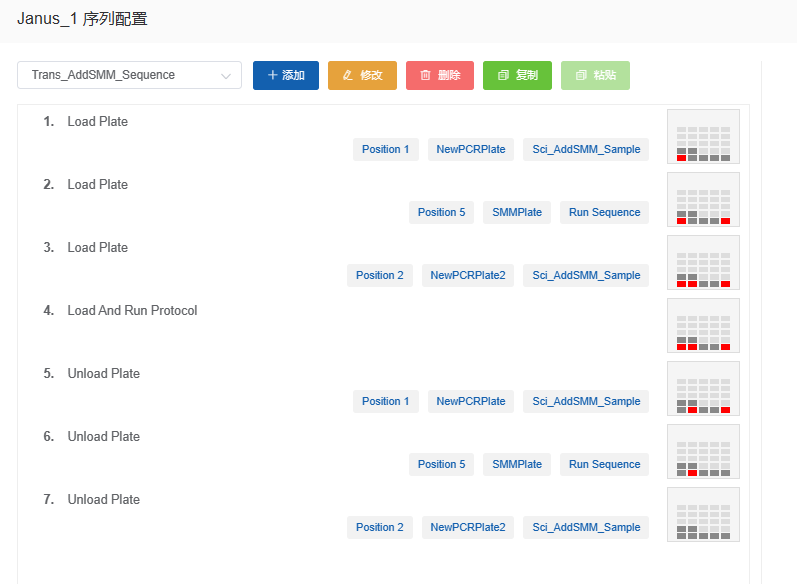 Janus_1 序列配置
Trans_AddSMM_Sequence 添加 修改 删除 复制 粘贴
1. Load Plate
Position 1 NewPCRPlate Sci_AddSMM_Sample
2. Load Plate
Position 5 SMMPlate Run Sequence
3. Load Plate
Position 2 NewPCRPlate2 Sci_AddSMM_Sample
4. Load And Run Protocol
5. Unload Plate
Position 1 NewPCRPlate Sci_AddSMM_Sample
6. Unload Plate
Position 5 SMMPlate Run Sequence
7. Unload Plate
Position 2 NewPCRPlate2 Sci_AddSMM_Sample